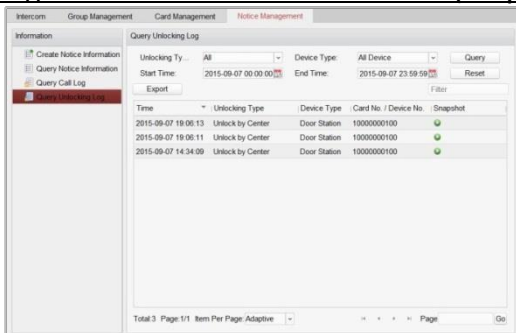 Intercom Group Management Card Management Notice Management
Information
Create Notice Information
Query Notice Information
Query Call Log
Query Unlocking Log
Query Unlocking Log
Unlocking Ty... All Device Type: All Device Query
Start Time: 2015-09-07 00:00:00 End Time: 2015-09-07 23:59:59 Reset
Export Filter
Time Unlocking Type Device Type Card No. / Device No. Snapshot
2015-09-07 19:06:13 Unlock by Center Door Station 10000000100
2015-09-07 19:06:11 Unlock by Center Door Station 10000000100
2015-09-07 14:34:09 Unlock by Center Door Station 10000000100
Total:3 Page:1/1 Item Per Page: Adaptive Page Go